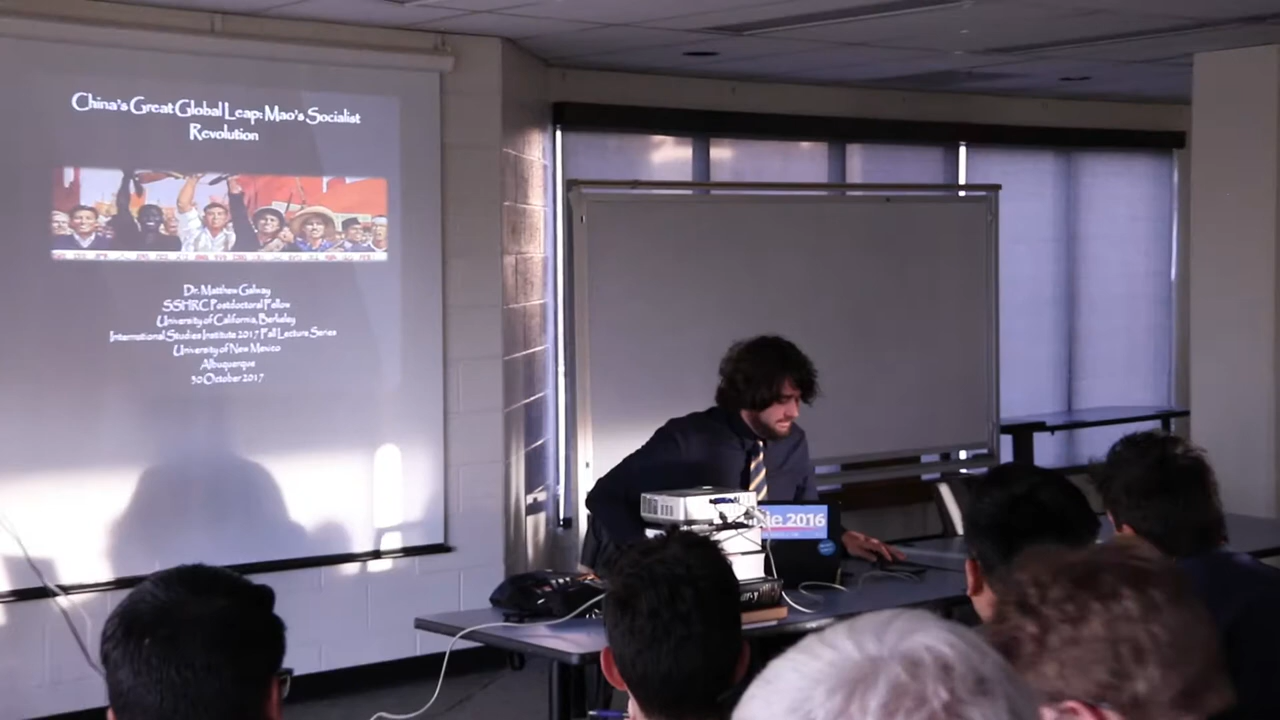 China's Great Global Leap: Mao's Socialist
Revolution
Dr. Matthew Galway
SSHRC Postdoctoral Fellow
University of California, Berkeley
International Studies Institute 2017 Fall Lecture Series
University of New Mexico
Albuquerque
30 October 2017
2016